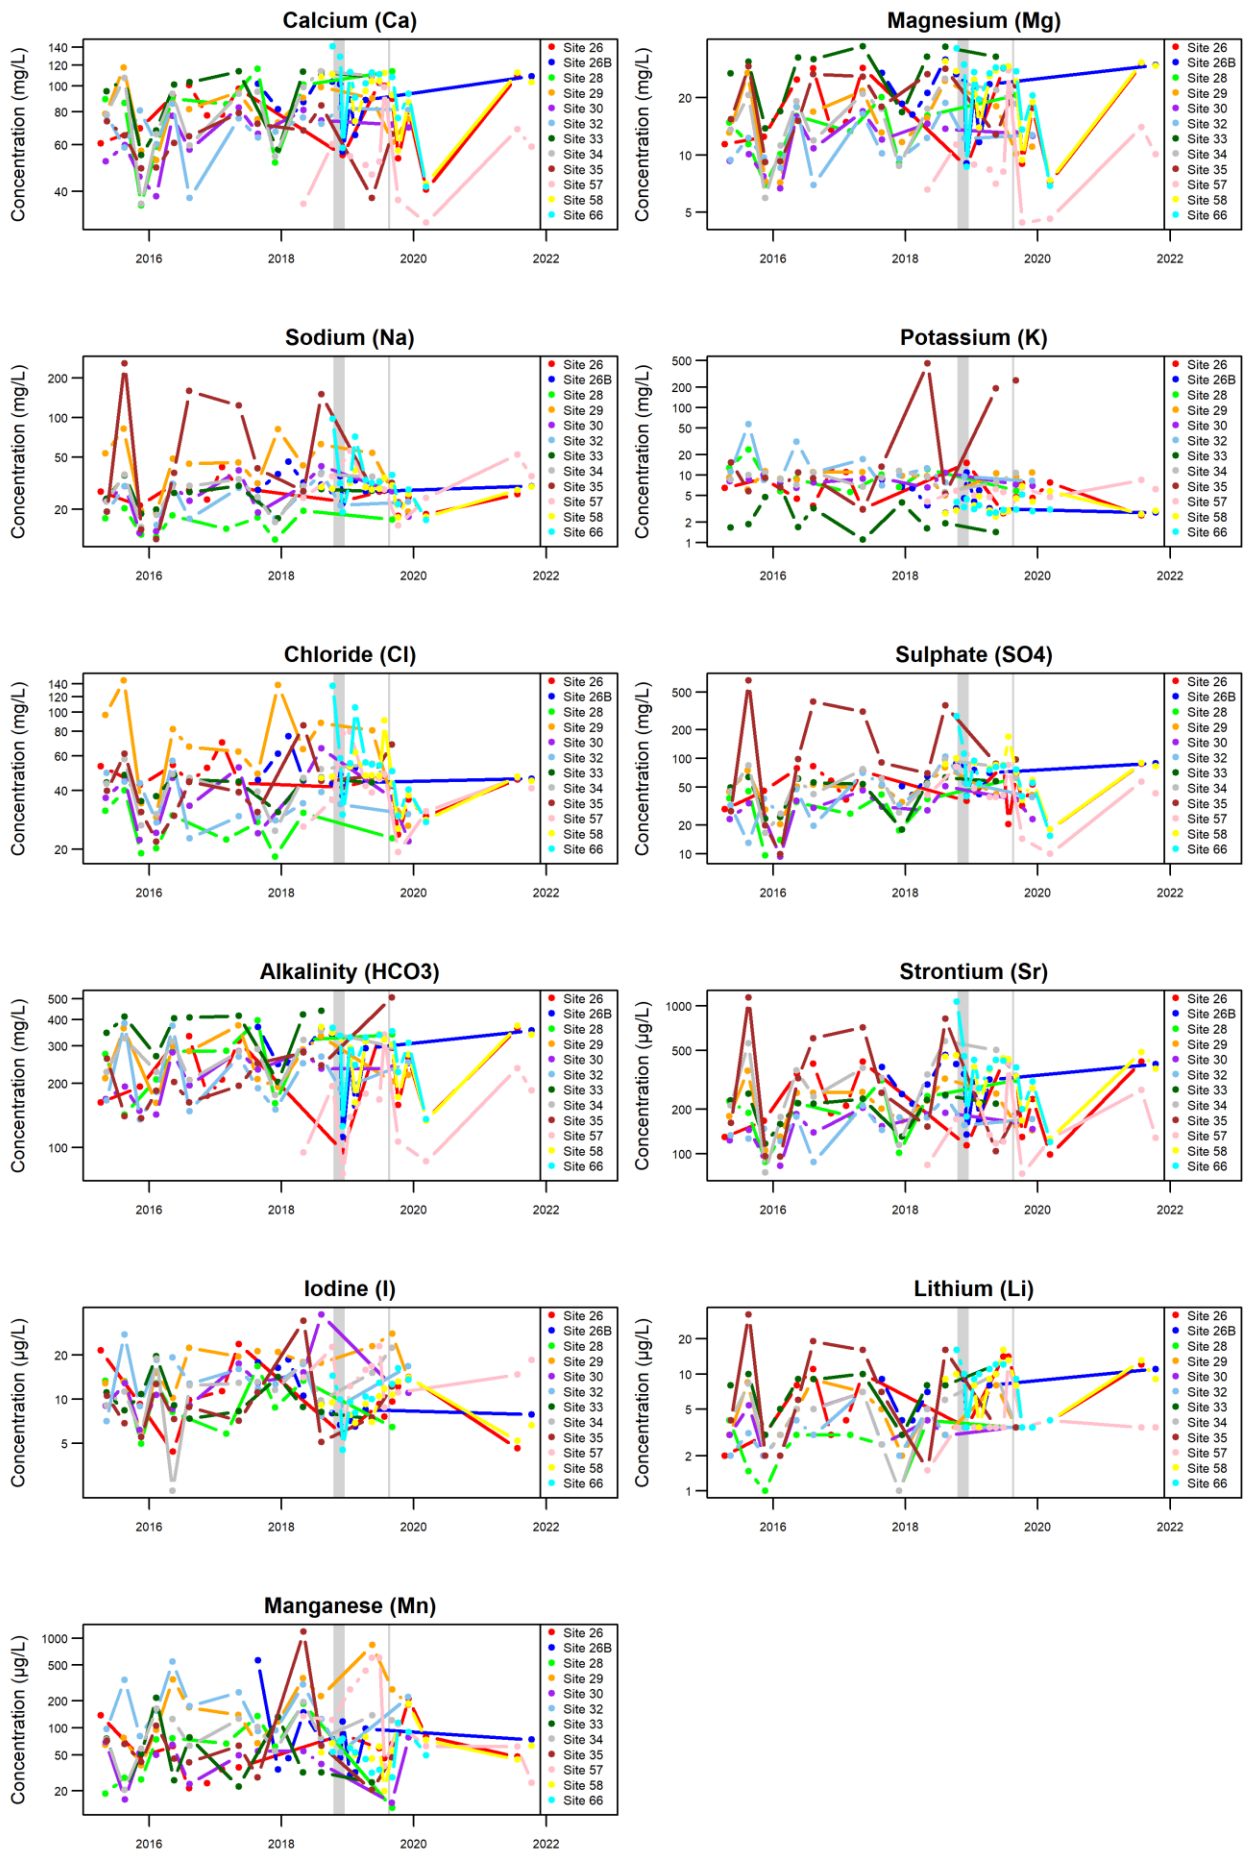 Calcium (Ca)
Concentration (mg/L)
140
120
100
80
60
40
2016
2018
2020
2022
Site 26
Site 26B
Site 28
Site 29
Site 30
Site 32
Site 33
Site 34
Site 35
Site 57
Site 58
Site 66
Magnesium (Mg)
Concentration (mg/L)
20
10
5
2016
2018
2020
2022
Site 26
Site 26B
Site 28
Site 29
Site 30
Site 32
Site 33
Site 34
Site 35
Site 57
Site 58
Site 66
Sodium (Na)
Concentration (mg/L)
200
100
50
20
2016
2018
2020
2022
Site 26
Site 26B
Site 28
Site 29
Site 30
Site 32
Site 33
Site 34
Site 35
Site 57
Site 58
Site 66
Potassium (K)
Concentration (mg/L)
500
200
100
50
20
10
5
2
1
2016
2018
2020
2022
Site 26
Site 26B
Site 28
Site 29
Site 30
Site 32
Site 33
Site 34
Site 35
Site 57
Site 58
Site 66
Chloride (Cl)
Concentration (mg/L)
140
120
100
80
60
40
20
2016
2018
2020
2022
Site 26
Site 26B
Site 28
Site 29
Site 30
Site 32
Site 33
Site 34
Site 35
Site 57
Site 58
Site 66
Sulphate (SO4)
Concentration (mg/L)
500
200
100
50
20
10
2016
2018
2020
2022
Site 26
Site 26B
Site 28
Site 29
Site 30
Site 32
Site 33
Site 34
Site 35
Site 57
Site 58
Site 66
Alkalinity (HCO3)
Concentration (mg/L)
500
400
300
200
100
2016
2018
2020
2022
Site 26
Site 26B
Site 28
Site 29
Site 30
Site 32
Site 33
Site 34
Site 35
Site 57
Site 58
Site 66
Strontium (Sr)
Concentration (µg/L)
1000
500
200
100
2016
2018
2020
2022
Site 26
Site 26B
Site 28
Site 29
Site 30
Site 32
Site 33
Site 34
Site 35
Site 57
Site 58
Site 66
Iodine (I)
Concentration (µg/L)
20
10
5
2016
2018
2020
2022
Site 26
Site 26B
Site 28
Site 29
Site 30
Site 32
Site 33
Site 34
Site 35
Site 57
Site 58
Site 66
Lithium (Li)
Concentration (µg/L)
20
10
5
2
1
2016
2018
2020
2022
Site 26
Site 26B
Site 28
Site 29
Site 30
Site 32
Site 33
Site 34
Site 35
Site 57
Site 58
Site 66
Manganese (Mn)
Concentration (µg/L)
1000
500
200
100
50
20
2016
2018
2020
2022
Site 26
Site 26B
Site 28
Site 29
Site 30
Site 32
Site 33
Site 34
Site 35
Site 57
Site 58
Site 66